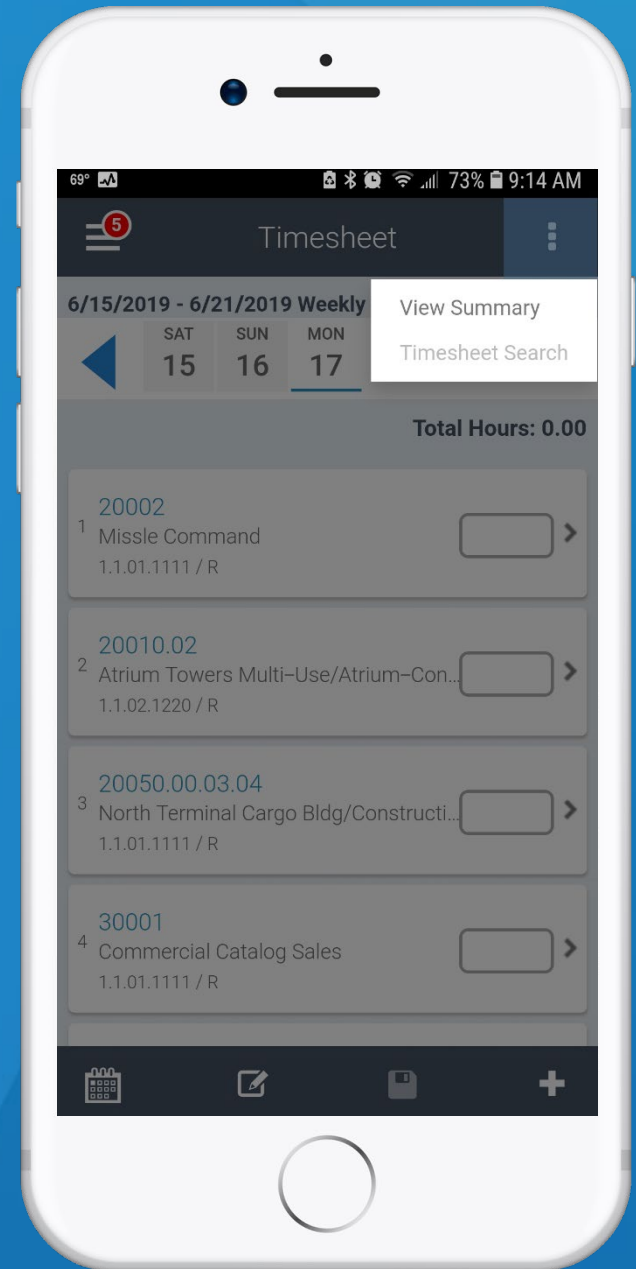 69° 73% 9:14 AM
5 Timesheet
6/15/2019 - 6/21/2019 Weekly
View Summary
Timesheet Search
SAT SUN MON
15 16 17
Total Hours: 0.00
20002
1 Missle Command
1.1.01.1111 / R
20010.02
2 Atrium Towers Multi-Use/Atrium-Con...
1.1.02.1220 / R
20050.00.03.04
3 North Terminal Cargo Bldg/Constructi...
1.1.01.1111 / R
30001
4 Commercial Catalog Sales
1.1.01.1111 / R